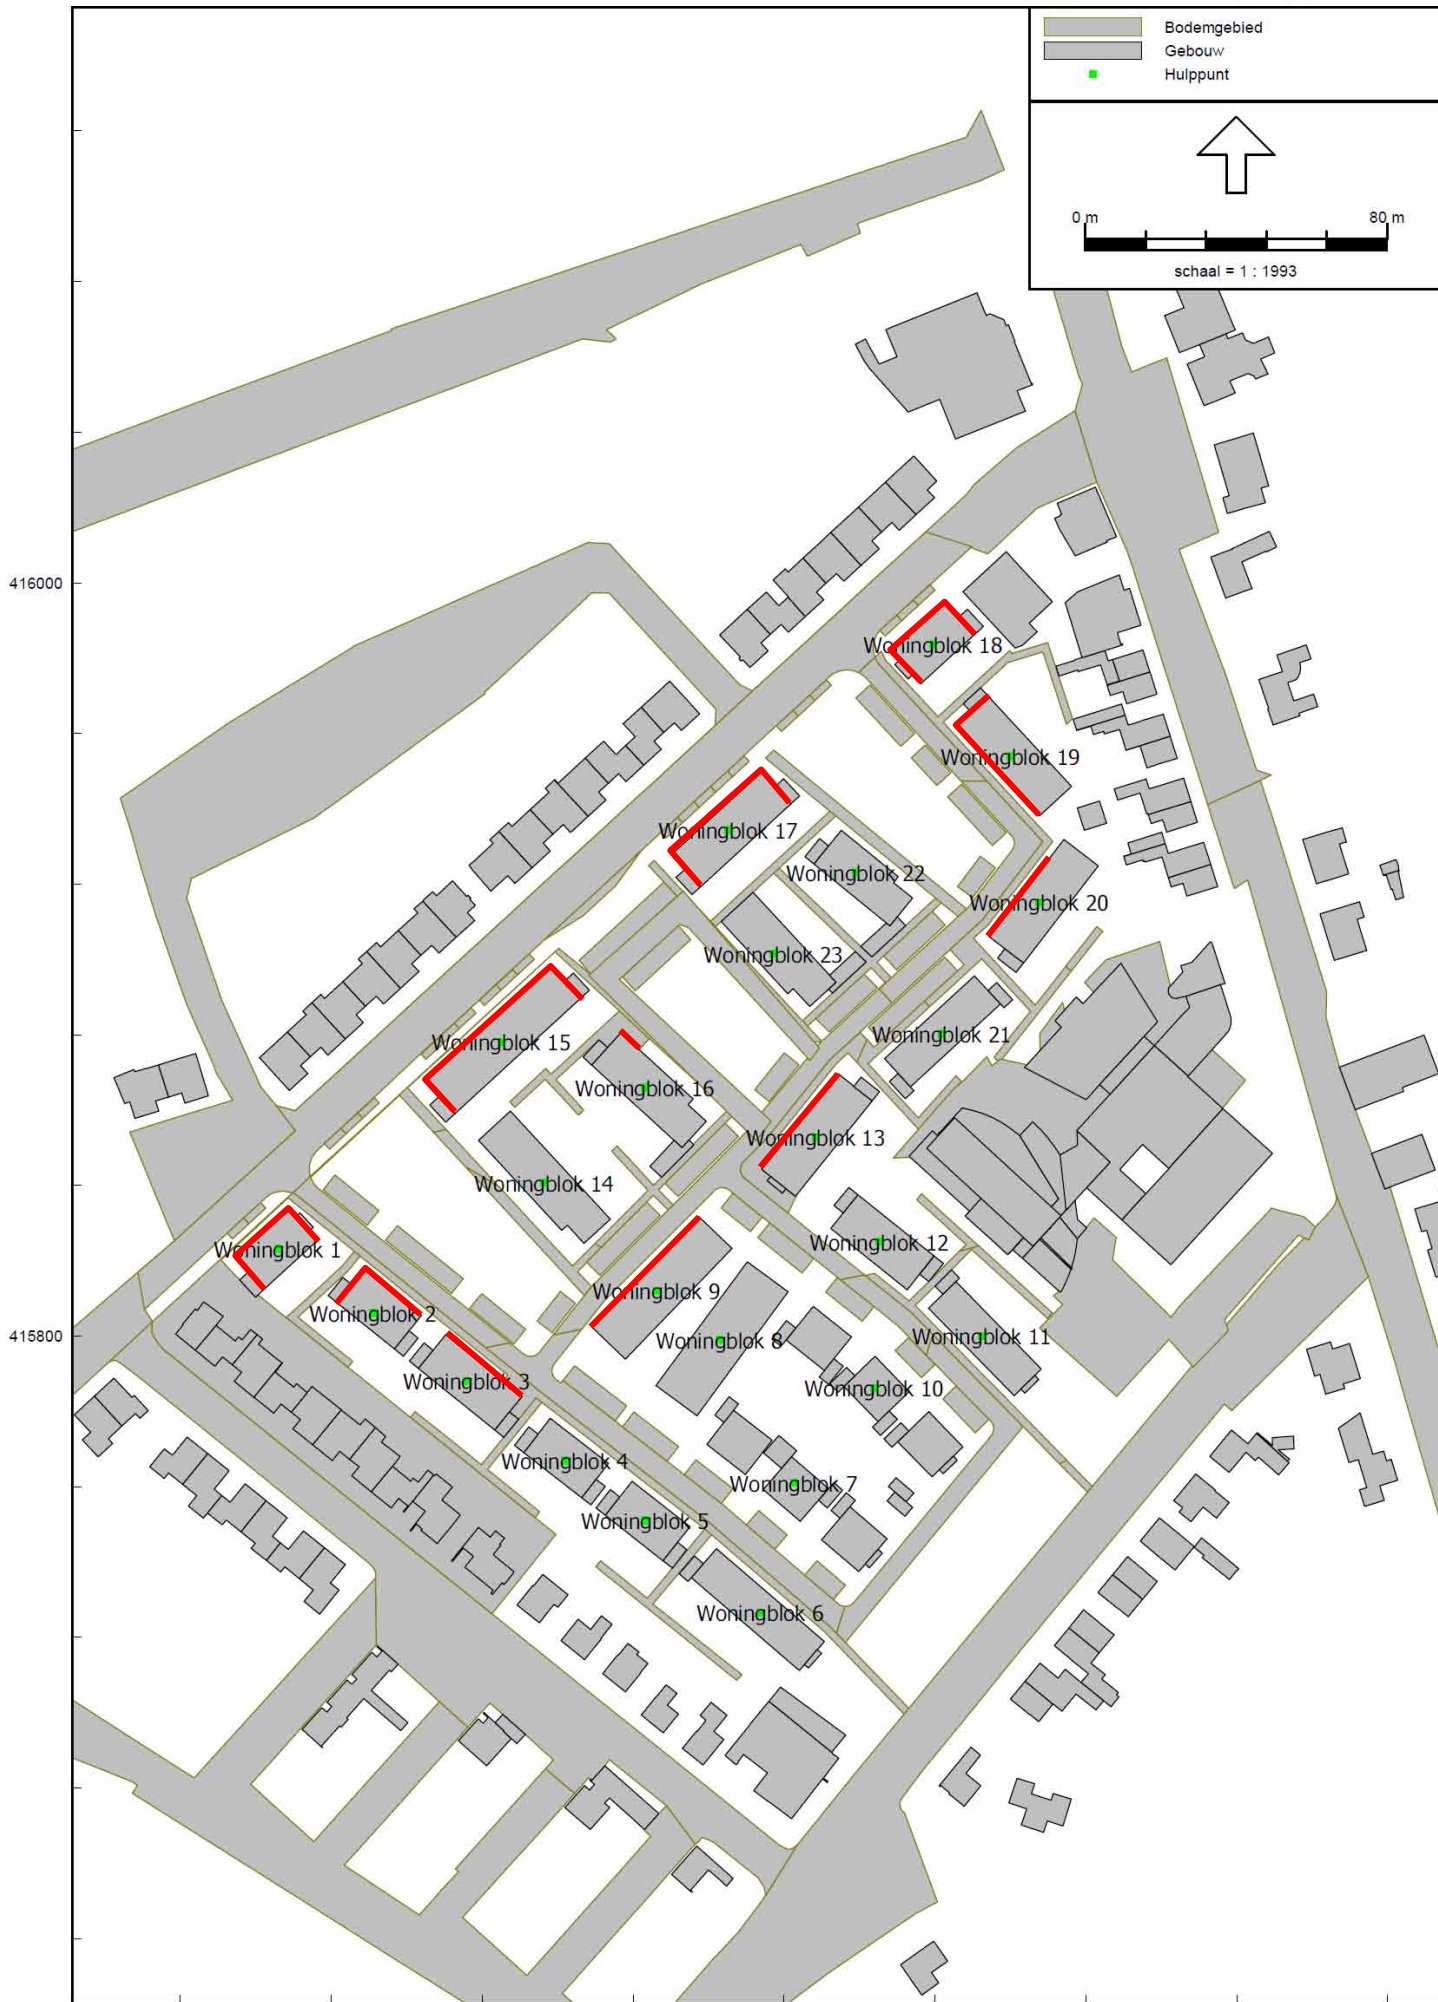 Bodemgebied
Gebouw
Hulppunt
0 m 80 m
schaal = 1 : 1993
416000
Woningblok 18
Woningblok 19
Woningblok 17
Woningblok 22
Woningblok 20
Woningblok 23
Woningblok 21
Woningblok 15
Woningblok 16
Woningblok 13
Woningblok 14
Woningblok 12
Woningblok 1
Woningblok 9
Woningblok 2
415800
Woningblok 8
Woningblok 11
Woningblok 3
Woningblok 10
Woningblok 4
Woningblok 7
Woningblok 5
Woningblok 6